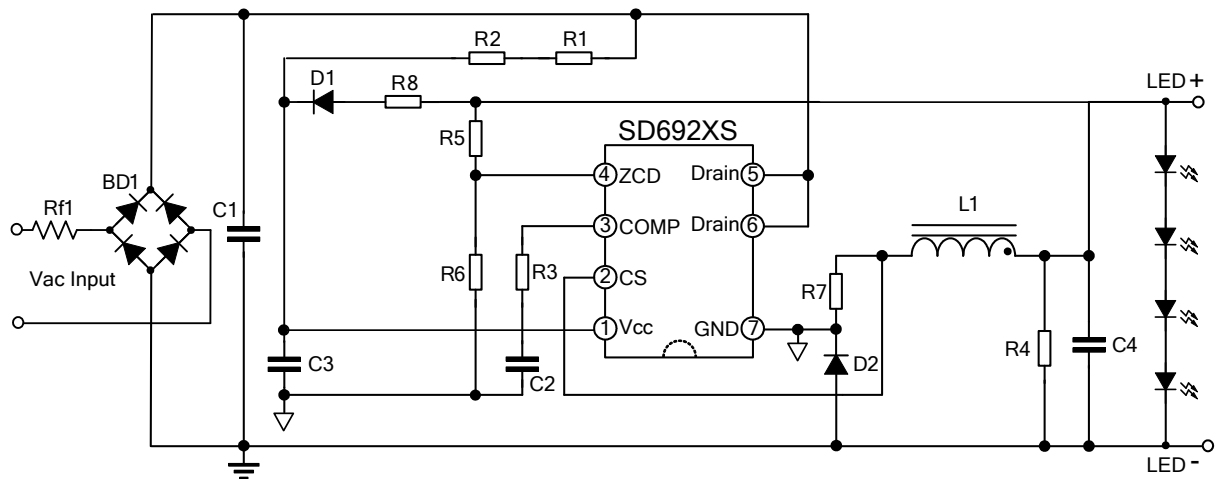 R2
R1
D1
R8
LED +
R5
SD692XS
BD1
4
ZCD
Drain
5
Rf1
C1
L1
3
COMP
Drain
6
Vac Input
R6
R3
2
CS
R7
1
Vcc
GND
7
C3
C2
D2
R4
C4
LED -